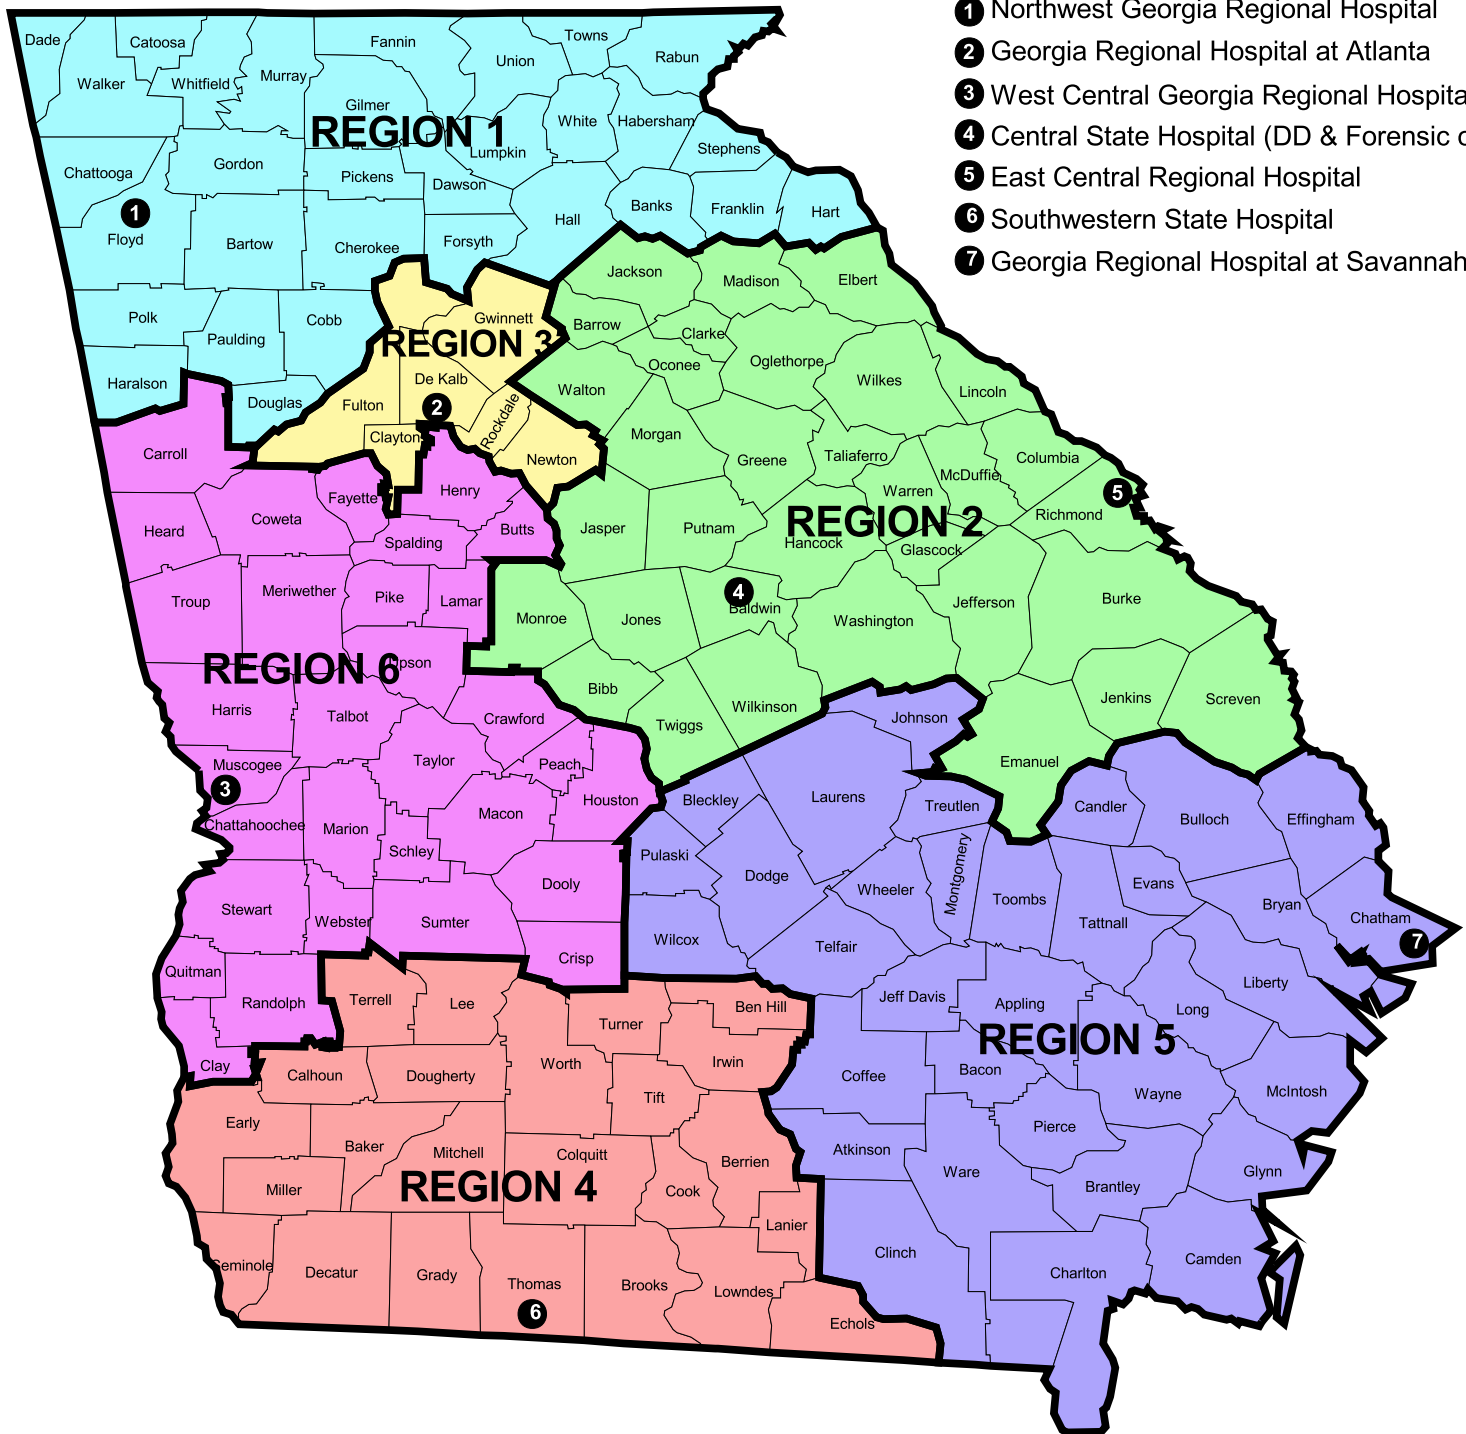 1 Northwest Georgia Regional Hospital
2 Georgia Regional Hospital at Atlanta
3 West Central Georgia Regional Hospita
4 Central State Hospital (DD & Forensic
5 East Central Regional Hospital
6 Southwestern State Hospital
7 Georgia Regional Hospital at Savannah
REGION 1
Dade
Catoosa
Walker
Whitfield
Murray
Fannin
Union
Towns
Rabun
Gilmer
White
Habersham
Lumpkin
Stephens
Chattooga
Gordon
Pickens
Dawson
1
Floyd
Bartow
Cherokee
Forsyth
Hall
Banks
Franklin
Hart
Polk
Paulding
Cobb
Haralson
Douglas
REGION 3
Gwinnett
De Kalb
Fulton
2
Clayton
Rockdale
Newton
REGION 2
Jackson
Madison
Elbert
Barrow
Clarke
Oconee
Oglethorpe
Walton
Wilkes
Lincoln
Morgan
Greene
Taliaferro
McDuffie
Columbia
Warren
5
Richmond
Jasper
Putnam
Hancock
Glascock
4
Baldwin
Monroe
Jones
Washington
Jefferson
Burke
Bibb
Twiggs
Wilkinson
Jenkins
Screven
Emanuel
REGION 6
Carroll
Heard
Coweta
Fayette
Henry
Spalding
Butts
Troup
Meriwether
Pike
Lamar
Upson
Harris
Talbot
Crawford
Taylor
Peach
Muscogee
3
Chattahoochee
Marion
Macon
Houston
Schley
Dooly
Stewart
Webster
Sumter
Crisp
Quitman
Randolph
Clay
REGION 5
Johnson
Bleckley
Laurens
Treutlen
Candler
Bulloch
Effingham
Pulaski
Dodge
Wheeler
Montgomery
Toombs
Evans
Tattnall
Bryan
Chatham
7
Wilcox
Telfair
Jeff Davis
Appling
Long
Liberty
Coffee
Bacon
Wayne
McIntosh
Atkinson
Ware
Pierce
Brantley
Glynn
Clinch
Charlton
Camden
REGION 4
Terrell
Lee
Turner
Ben Hill
Calhoun
Dougherty
Worth
Irwin
Tift
Early
Baker
Mitchell
Colquitt
Berrien
Miller
Cook
Lanier
Seminole
Decatur
Grady
Thomas
6
Brooks
Lowndes
Echols